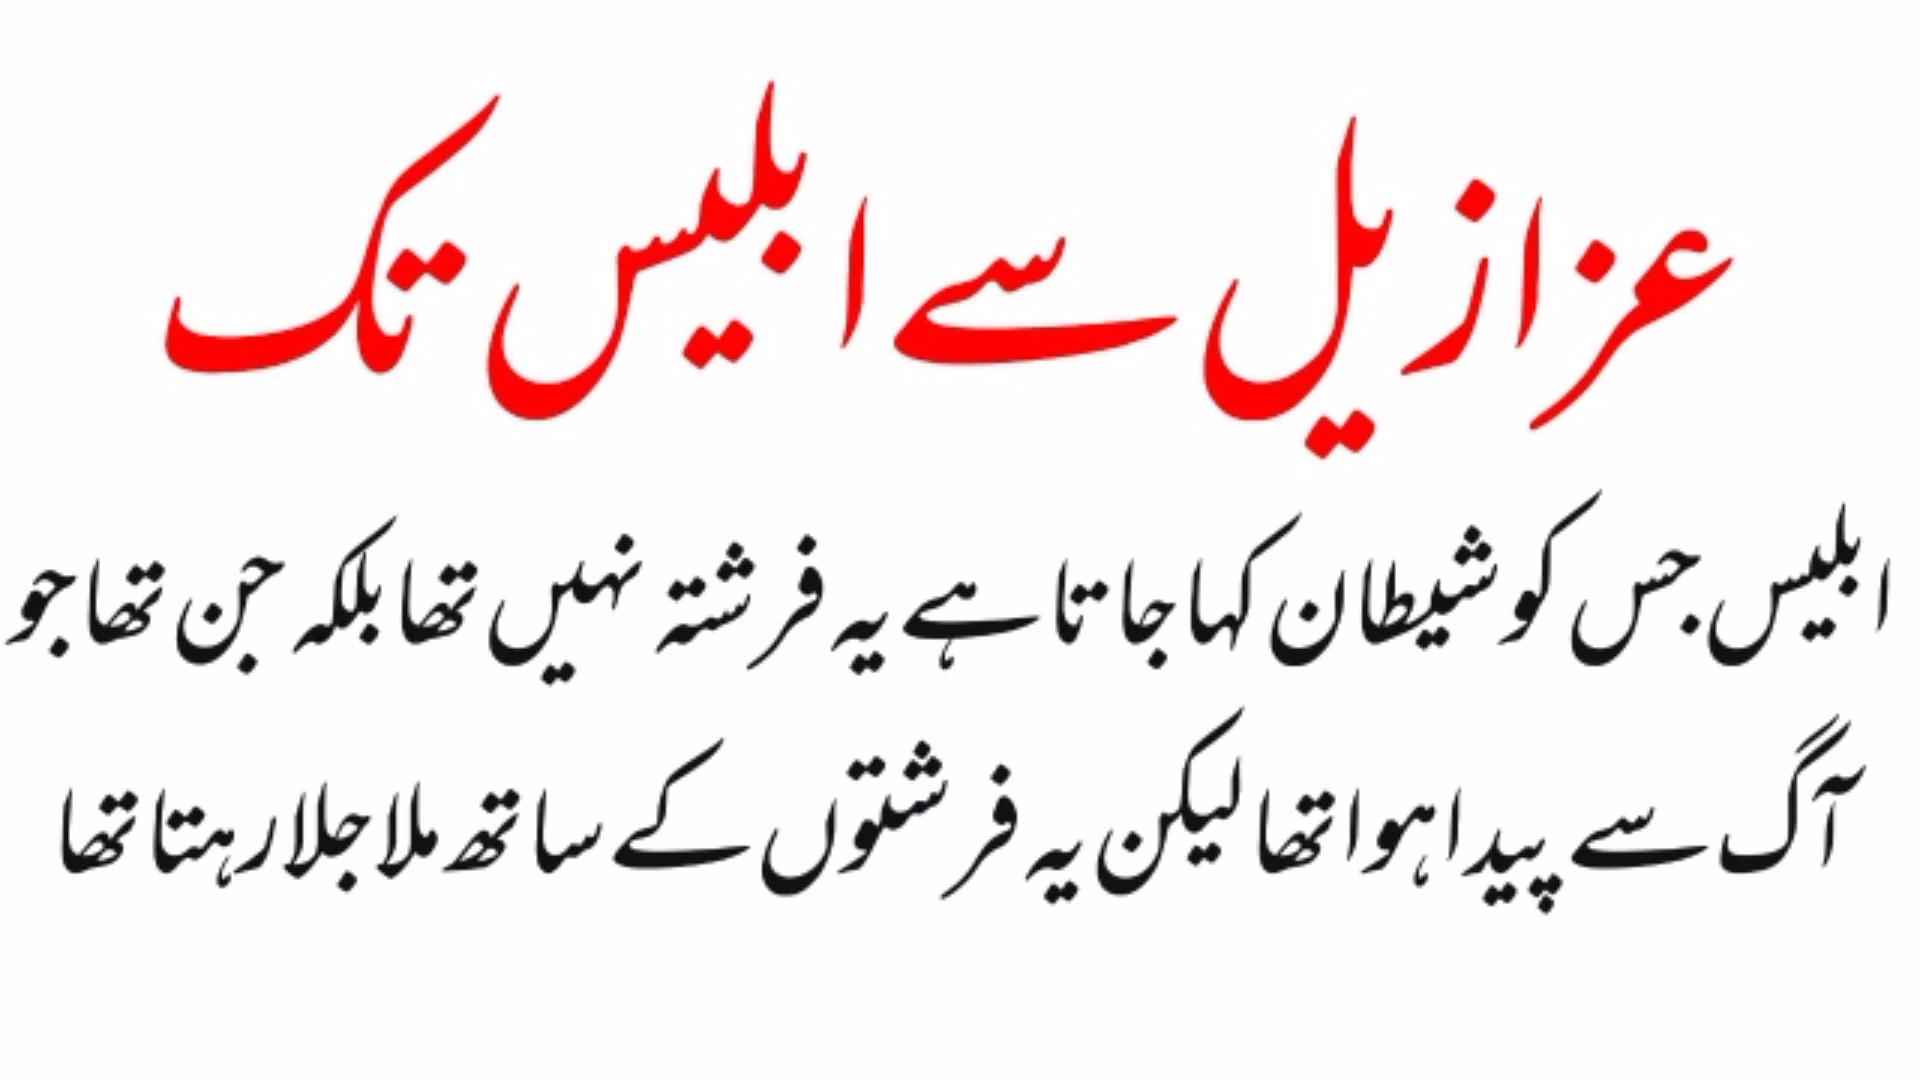 عزازیل سے ابلیس تک
ابلیس جس کو شیطان کہا جاتا ہے یہ فرشتہ نہیں تھا بلکہ جن تھا جو
آگ سے پیدا ہوا تھا لیکن یہ فرشتوں کے ساتھ ملا جلا رہتا تھا